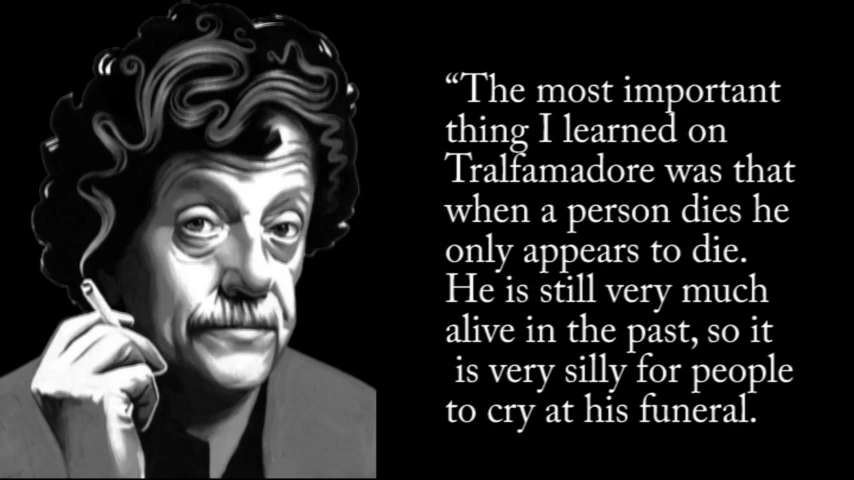 “The most important
thing I learned on
Tralfamadore was that
when a person dies he
only appears to die.
He is still very much
alive in the past, so it
is very silly for people
to cry at his funeral.